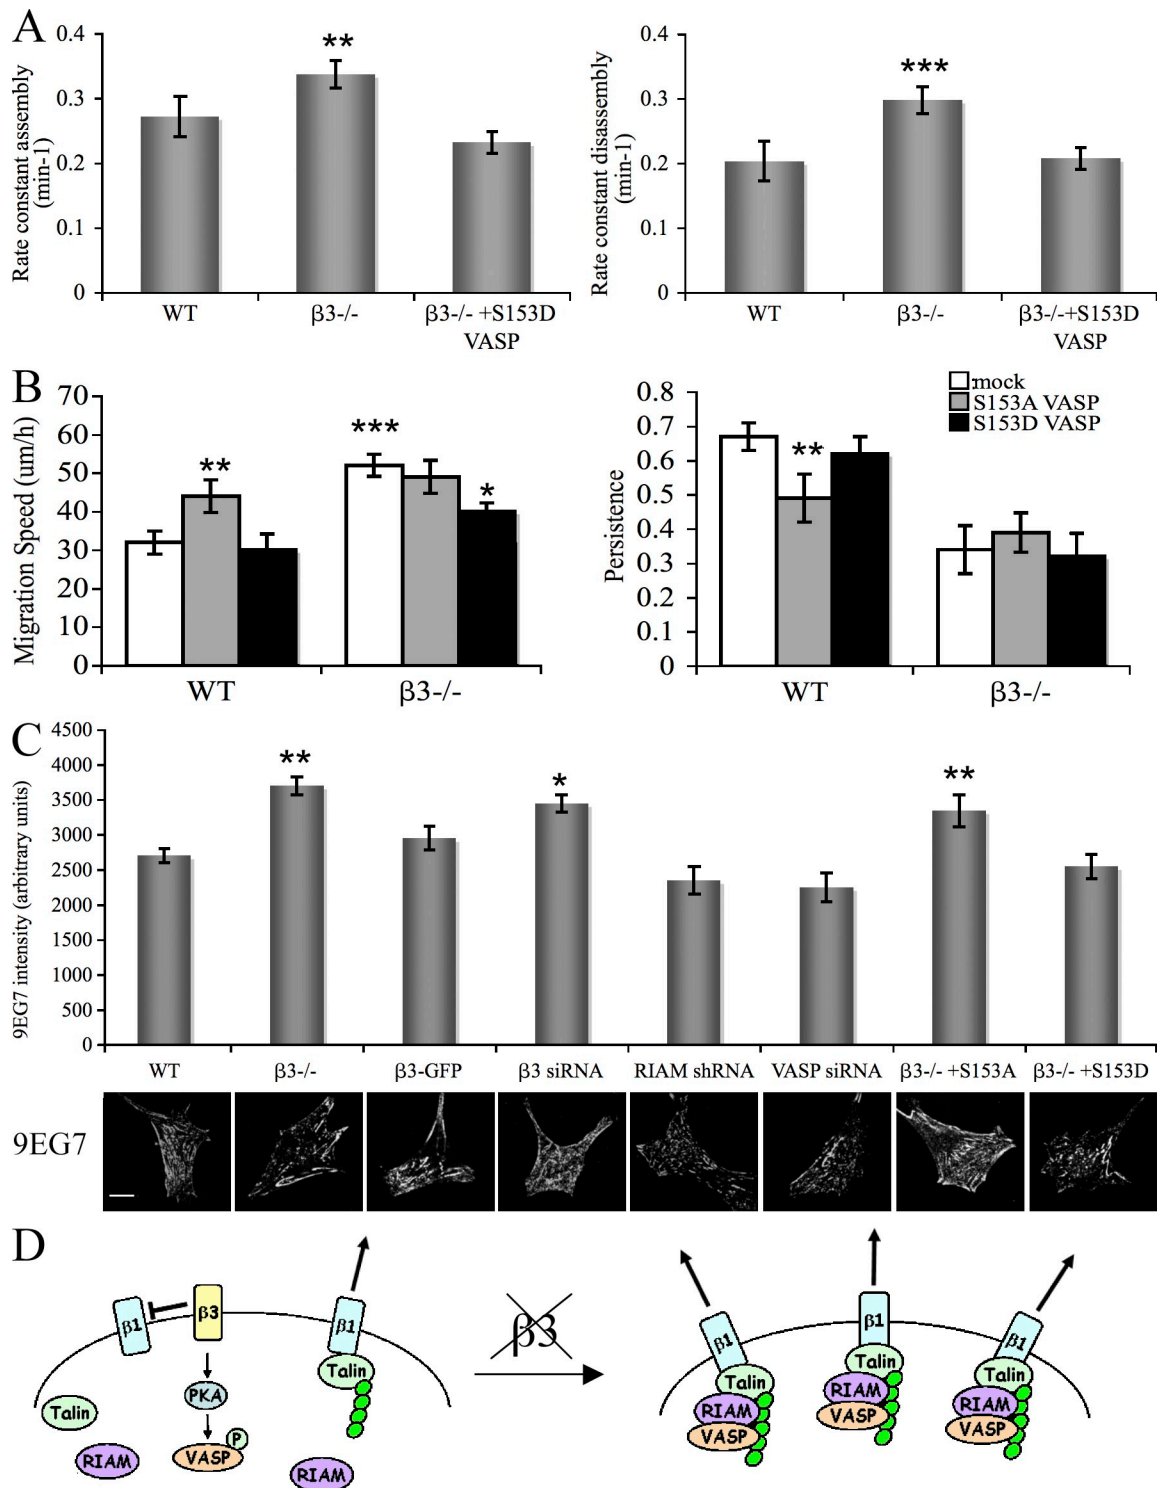 A
Rate constant assembly
(min-1)
0.4
0.3
0.2
0.1
0
**
WT
β3-/-
β3-/- +S153D
VASP
Rate constant disassembly
(min-1)
0.4
0.3
0.2
0.1
0
***
WT
β3-/-
β3-/-+S153D
VASP
B
Migration Speed (um/h)
70
60
50
40
30
20
10
0
**
***
*
WT
β3-/-
Persistence
0.8
0.7
0.6
0.5
0.4
0.3
0.2
0.1
0
**
mock
S153A VASP
S153D VASP
WT
β3-/-
C
9EG7 intensity (arbitrary units)
4500
4000
3500
3000
2500
2000
1500
1000
500
0
**
*
**
WT
β3-/-
β3-GFP
β3 siRNA
RIAM shRNA
VASP siRNA
β3-/- +S153A
β3-/- +S153D
9EG7
D
β1
β3
β1
Talin
PKA
Talin
P
VASP
RIAM
RIAM
β3
β1
Talin
RIAM
VASP
β1
Talin
RIAM
VASP
β1
Talin
RIAM
VASP